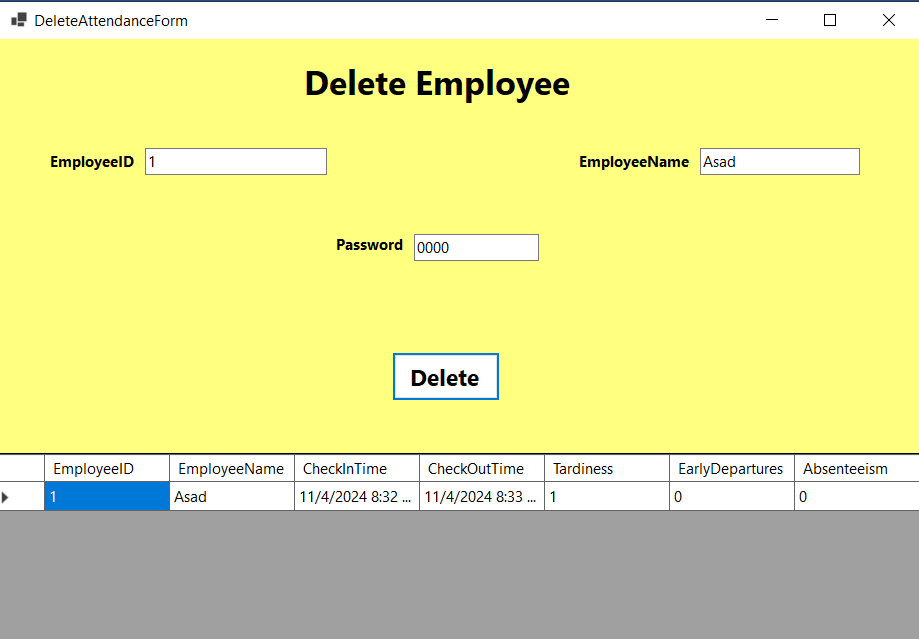 DeleteAttendanceForm
Delete Employee
EmployeeID 1 EmployeeName Asad
Password 0000
Delete
EmployeeID EmployeeName CheckInTime CheckOutTime Tardiness EarlyDepartures Absenteeism
1 Asad 11/4/2024 8:32 ... 11/4/2024 8:33 ... 1 0 0